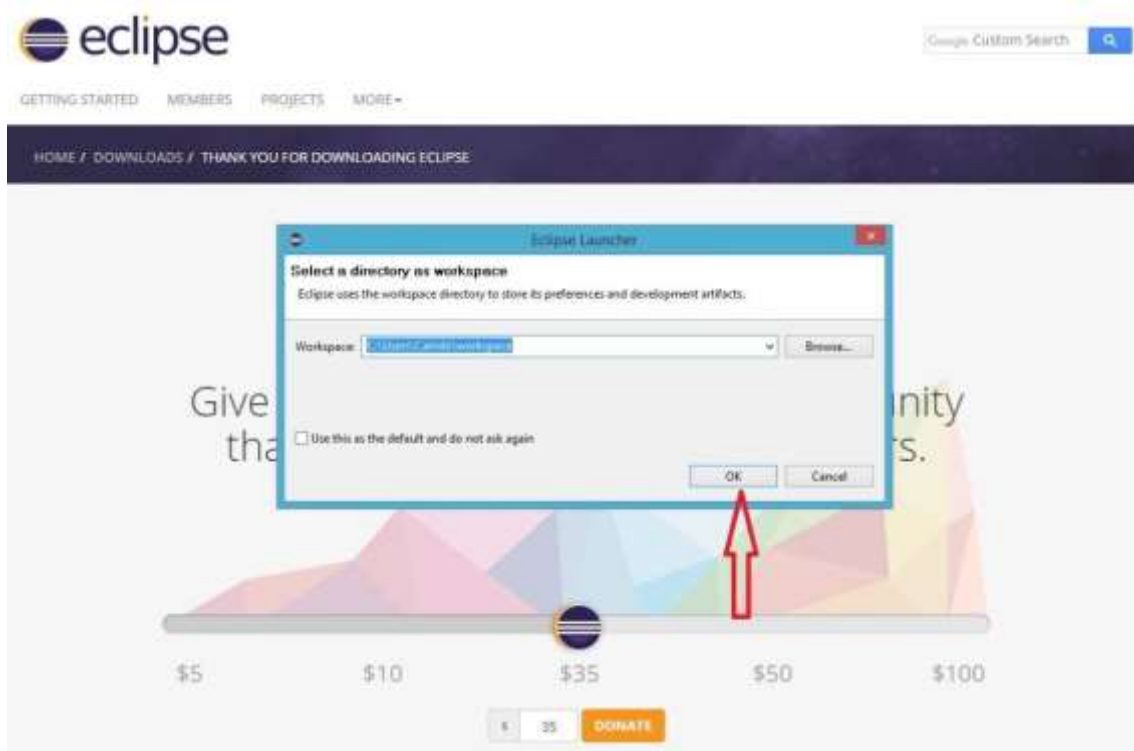 eclipse
Google Custom Search
GETTING STARTED MEMBERS PROJECTS MORE
HOME / DOWNLOADS / THANK YOU FOR DOWNLOADING ECLIPSE
Eclipse Launcher
Select a directory as workspace
Eclipse uses the workspace directory to store its preferences and development artifacts.
Workspace: Browse...
Give
inity
tha
rs.
Use this as the default and do not ask again
OK Cancel
$5 $10 $35 $50 $100
$ 35 DONATE